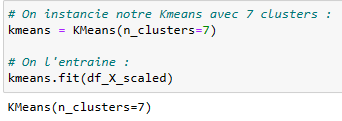 # On instancie notre Kmeans avec 7 clusters :
kmeans = KMeans(n_clusters=7)
# On l'entraine :
kmeans.fit(df_X_scaled)
KMeans(n_clusters=7)